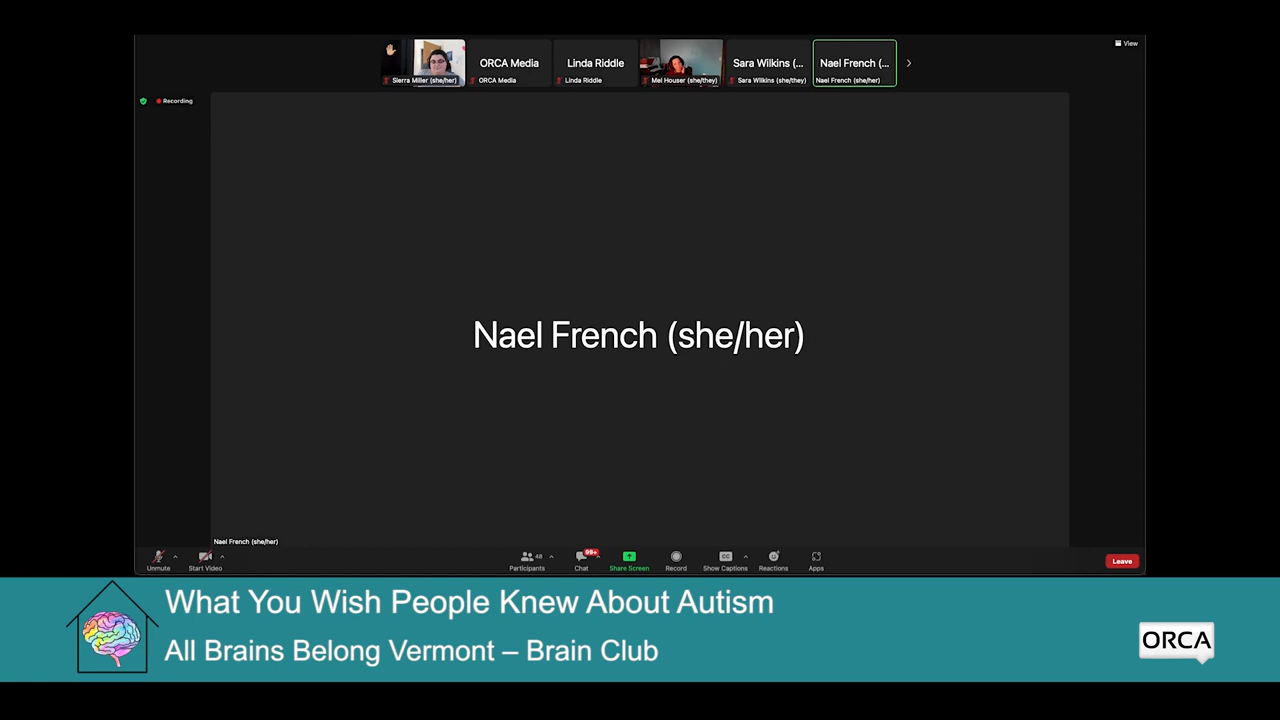 View
ORCA Media
Linda Riddle
Sara Wilkins (...
Nael French (...
Sierra Miller (she/her)
ORCA Media
Linda Riddle
Mel Houser (she/they)
Sara Wilkins (she/they)
Nael French (she/her)
Recording
Nael French (she/her)
Nael French (she/her)
Unmute
Start Video
48
Participants
99+
Chat
Share Screen
Record
CC
Show Captions
Reactions
Apps
Leave
What You Wish People Knew About Autism
All Brains Belong Vermont – Brain Club
ORCA